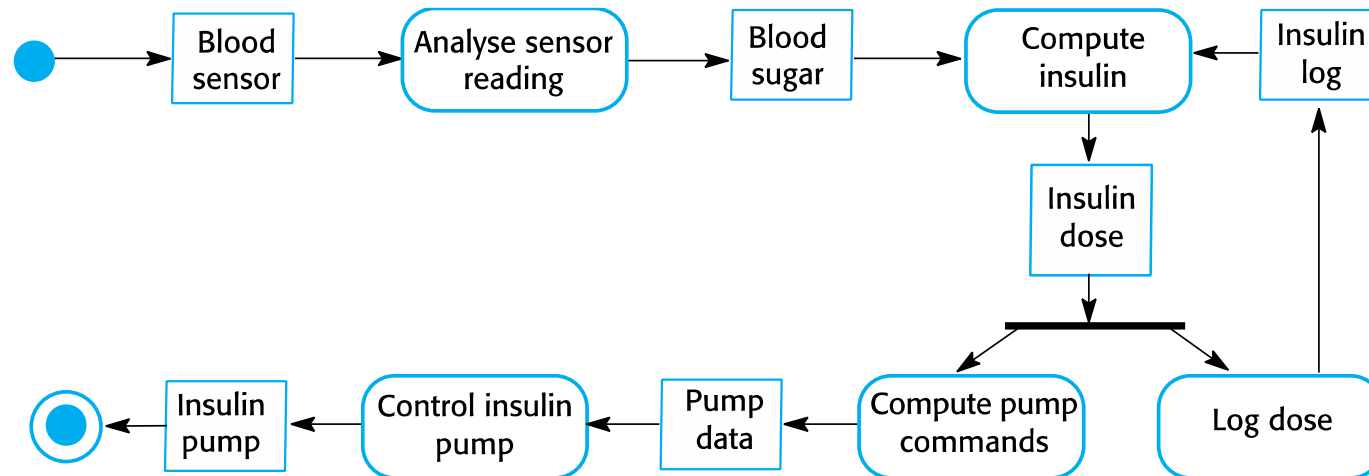 Blood
sensor
Analyse sensor
reading
Blood
sugar
Compute
insulin
Insulin
log
Insulin
dose
Insulin
pump
Control insulin
pump
Pump
data
Compute pump
commands
Log dose